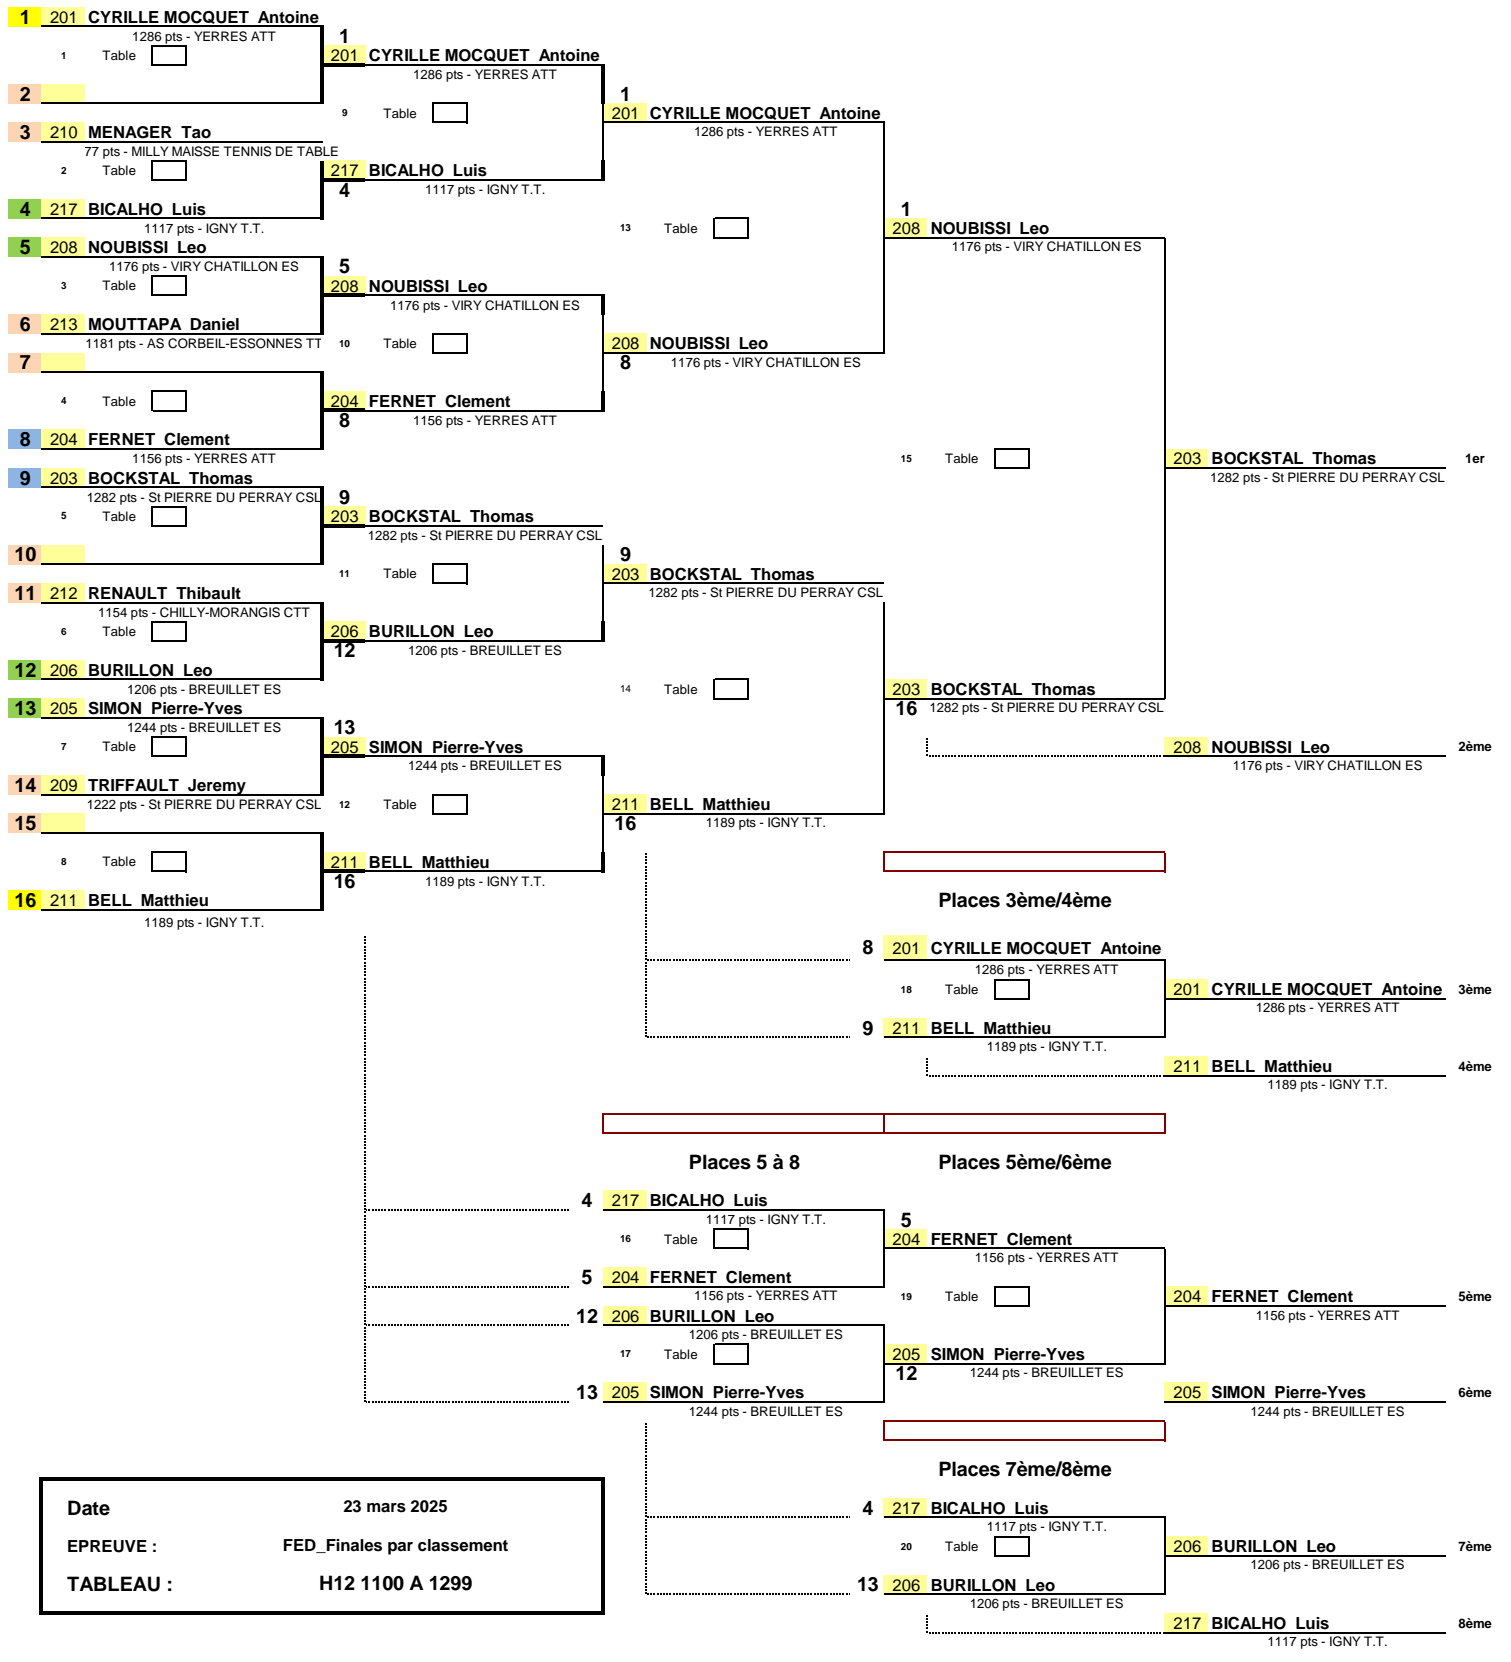 1 201 CYRILLE MOCQUET Antoine
1286 pts - YERRES ATT
1 Table
2
3 210 MENAGER Tao
77 pts - MILLY MAISSE TENNIS DE TABLE
2 Table
4 217 BICALHO Luis
1117 pts - IGNY T.T.
5 208 NOUBISSI Leo
1176 pts - VIRY CHATILLON ES
3 Table
6 213 MOUTTAPA Daniel
1181 pts - AS CORBEIL-ESSONNES TT
7
4 Table
8 204 FERNET Clement
1156 pts - YERRES ATT
9 203 BOCKSTAL Thomas
1282 pts - St PIERRE DU PERRAY CSL
5 Table
10
11 212 RENAULT Thibault
1154 pts - CHILLY-MORANGIS CTT
6 Table
12 206 BURILLON Leo
1206 pts - BREUILLET ES
13 205 SIMON Pierre-Yves
1244 pts - BREUILLET ES
7 Table
14 209 TRIFFAULT Jeremy
1222 pts - St PIERRE DU PERRAY CSL
15
8 Table
16 211 BELL Matthieu
1189 pts - IGNY T.T.
1
201 CYRILLE MOCQUET Antoine
1286 pts - YERRES ATT
9 Table
217 BICALHO Luis
4 1117 pts - IGNY T.T.
5
208 NOUBISSI Leo
1176 pts - VIRY CHATILLON ES
10 Table
204 FERNET Clement
8 1156 pts - YERRES ATT
9
203 BOCKSTAL Thomas
1282 pts - St PIERRE DU PERRAY CSL
11 Table
206 BURILLON Leo
12 1206 pts - BREUILLET ES
13
205 SIMON Pierre-Yves
1244 pts - BREUILLET ES
12 Table
211 BELL Matthieu
16 1189 pts - IGNY T.T.
1
201 CYRILLE MOCQUET Antoine
1286 pts - YERRES ATT
13 Table
208 NOUBISSI Leo
8 1176 pts - VIRY CHATILLON ES
9
203 BOCKSTAL Thomas
1282 pts - St PIERRE DU PERRAY CSL
14 Table
211 BELL Matthieu
16 1189 pts - IGNY T.T.
1
208 NOUBISSI Leo
1176 pts - VIRY CHATILLON ES
15 Table
203 BOCKSTAL Thomas
16 1282 pts - St PIERRE DU PERRAY CSL
203 BOCKSTAL Thomas 1er
1282 pts - St PIERRE DU PERRAY CSL
208 NOUBISSI Leo 2ème
1176 pts - VIRY CHATILLON ES
Places 3ème/4ème
8 201 CYRILLE MOCQUET Antoine
1286 pts - YERRES ATT
18 Table
9 211 BELL Matthieu
1189 pts - IGNY T.T.
201 CYRILLE MOCQUET Antoine 3ème
1286 pts - YERRES ATT
211 BELL Matthieu 4ème
1189 pts - IGNY T.T.
Places 5 à 8
4 217 BICALHO Luis
1117 pts - IGNY T.T.
16 Table
5 204 FERNET Clement
1156 pts - YERRES ATT
12 206 BURILLON Leo
1206 pts - BREUILLET ES
17 Table
13 205 SIMON Pierre-Yves
1244 pts - BREUILLET ES
Places 5ème/6ème
5
204 FERNET Clement
1156 pts - YERRES ATT
19 Table
205 SIMON Pierre-Yves
12 1244 pts - BREUILLET ES
204 FERNET Clement 5ème
1156 pts - YERRES ATT
205 SIMON Pierre-Yves 6ème
1244 pts - BREUILLET ES
Places 7ème/8ème
4 217 BICALHO Luis
1117 pts - IGNY T.T.
20 Table
13 206 BURILLON Leo
1206 pts - BREUILLET ES
206 BURILLON Leo 7ème
1206 pts - BREUILLET ES
217 BICALHO Luis 8ème
1117 pts - IGNY T.T.
Date 23 mars 2025
EPREUVE : FED_Finales par classement
TABLEAU : H12 1100 A 1299